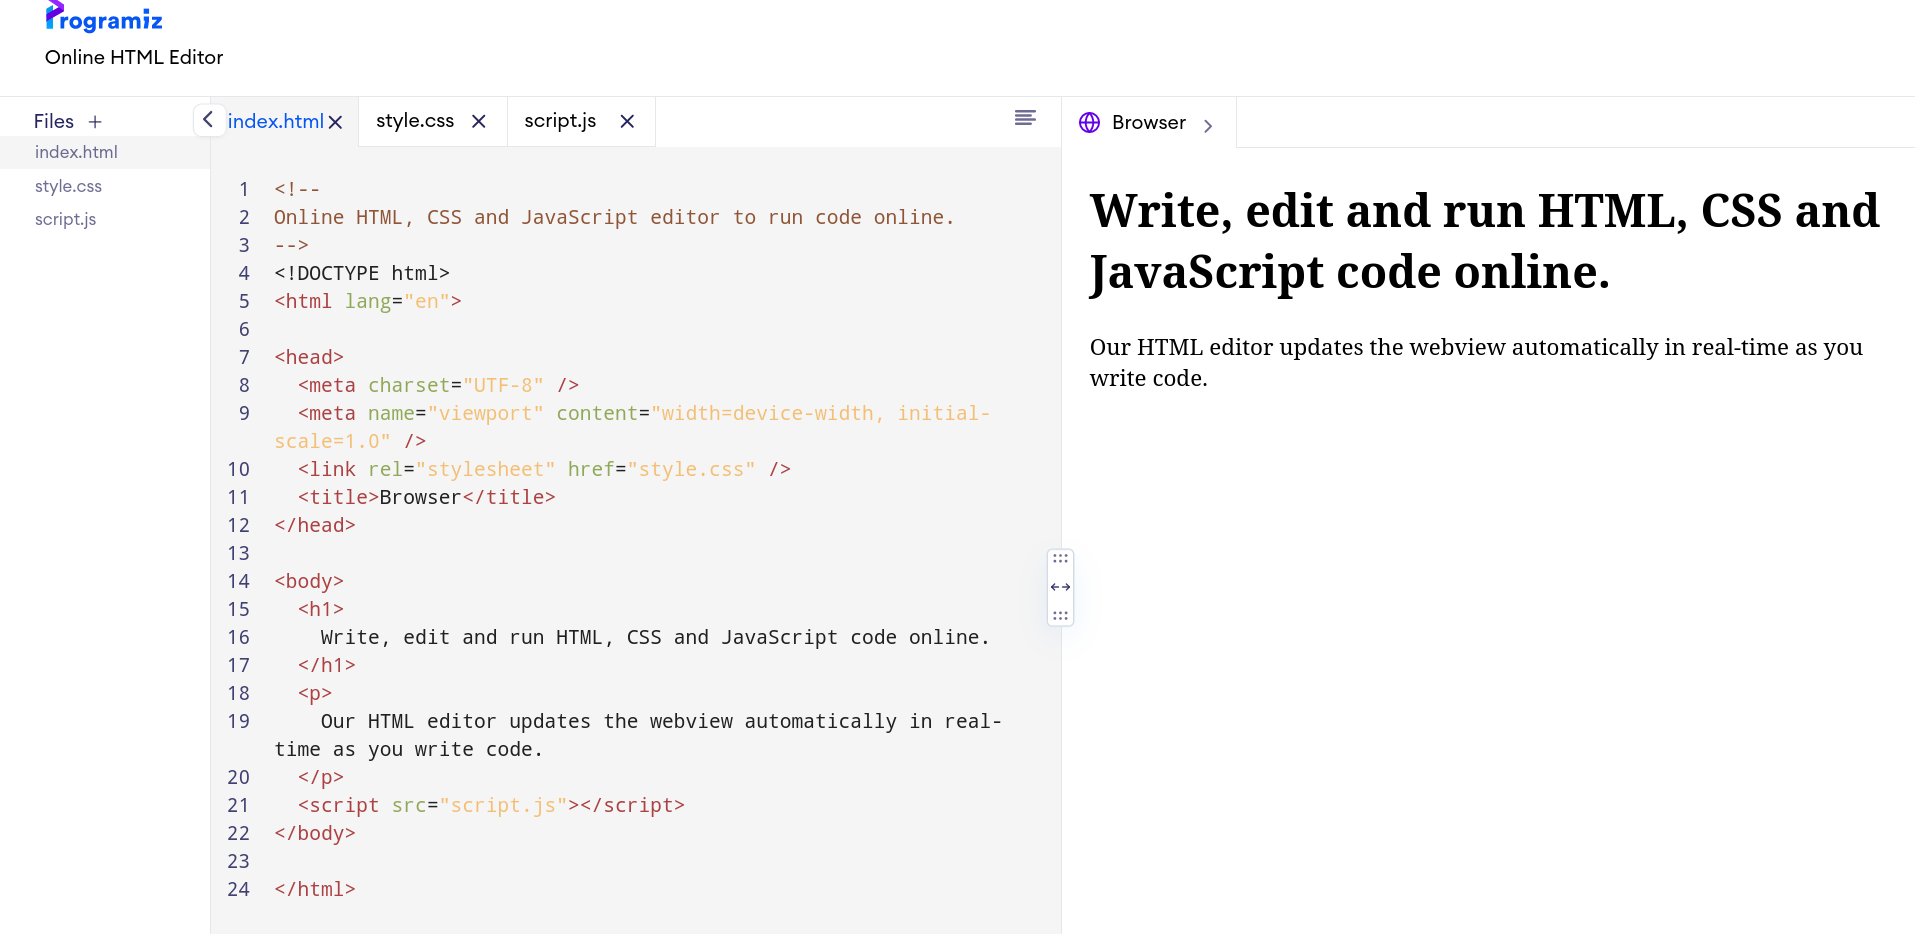 Programiz
Online HTML Editor
Files +
index.html
style.css
script.js
index.html
style.css
script.js
Browser
1 <!--
2 Online HTML, CSS and JavaScript editor to run code online.
3 -->
4 <!DOCTYPE html>
5 <html lang="en">
6
7 <head>
8   <meta charset="UTF-8" />
9   <meta name="viewport" content="width=device-width, initial-
scale=1.0" />
10   <link rel="stylesheet" href="style.css" />
11   <title>Browser</title>
12 </head>
13
14 <body>
15   <h1>
16     Write, edit and run HTML, CSS and JavaScript code online.
17   </h1>
18   <p>
19     Our HTML editor updates the webview automatically in real-
time as you write code.
20   </p>
21   <script src="script.js"></script>
22 </body>
23
24 </html>
Write, edit and run HTML, CSS and
JavaScript code online.
Our HTML editor updates the webview automatically in real-time as you
write code.